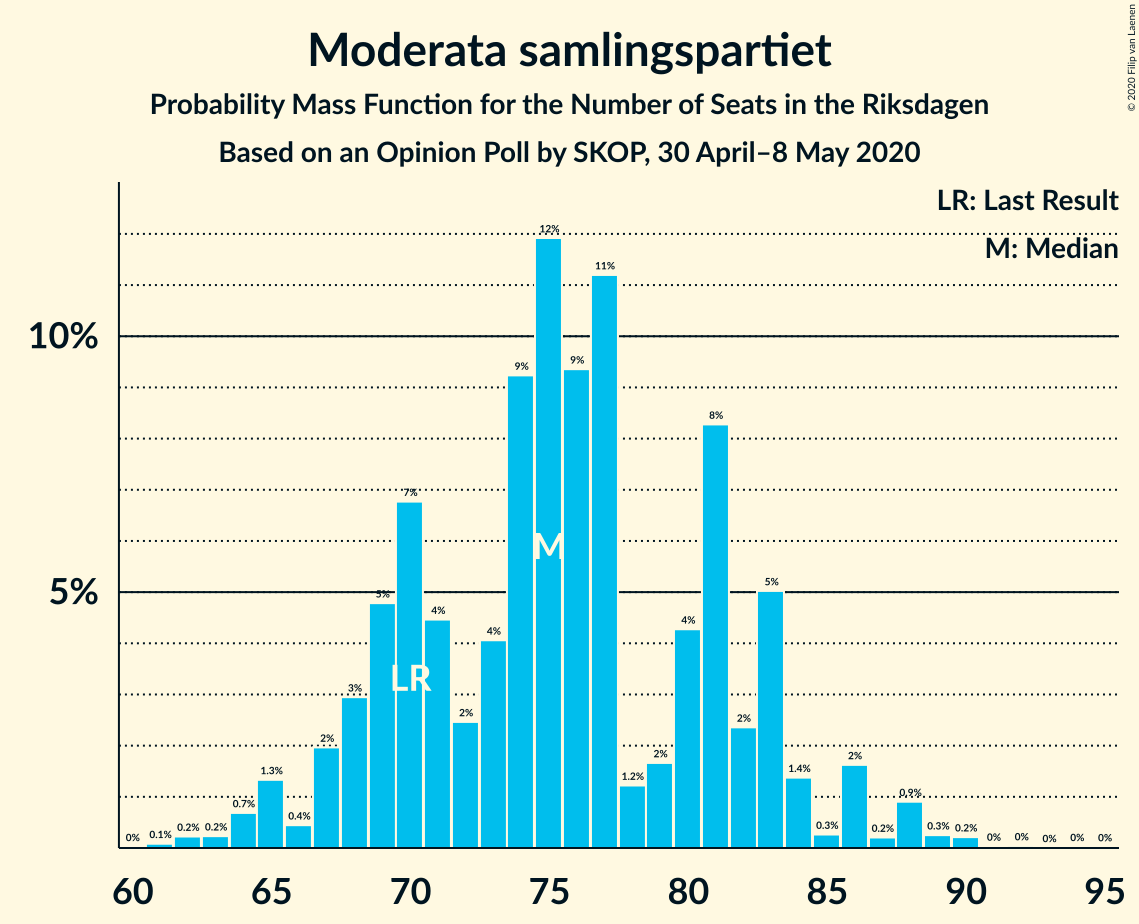 © 2020 Filip van Laenen
Moderata samlingspartiet
Probability Mass Function for the Number of Seats in the Riksdagen
Based on an Opinion Poll by SKOP, 30 April–8 May 2020
LR: Last Result
M: Median
10%
5%
0% 0.1% 0.2% 0.2% 0.7% 1.3% 0.4% 2% 3% 5% 7% 4% 2% 4% 9% 12% 9% 11% 1.2% 2% 4% 8% 2% 5% 1.4% 0.3% 2% 0.2% 0.9% 0.3% 0.2% 0% 0% 0% 0% 0%
M
LR
60 65 70 75 80 85 90 95